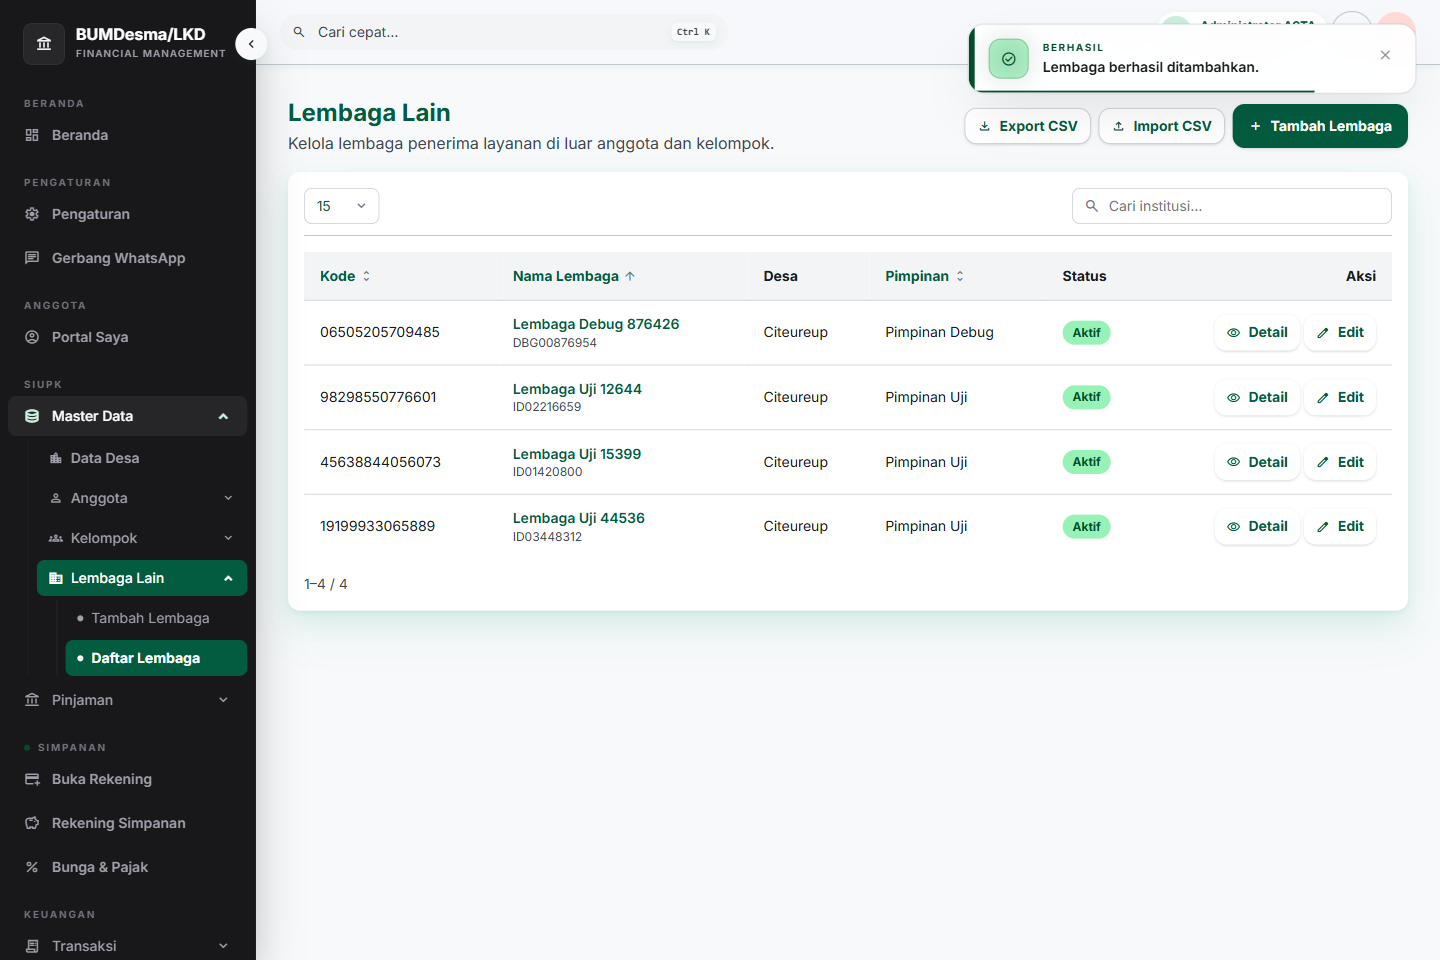 BUMDesma/LKD
FINANCIAL MANAGEMENT
BERANDA
Beranda
PENGATURAN
Pengaturan
Gerbang WhatsApp
ANGGOTA
Portal Saya
SIUPK
Master Data
Data Desa
Anggota
Kelompok
Lembaga Lain
Tambah Lembaga
Daftar Lembaga
Pinjaman
SIMPANAN
Buka Rekening
Rekening Simpanan
Bunga & Pajak
KEUANGAN
Transaksi
Cari cepat...
Ctrl K
BERHASIL
Lembaga berhasil ditambahkan.
Lembaga Lain
Kelola lembaga penerima layanan di luar anggota dan kelompok.
Export CSV
Import CSV
Tambah Lembaga
15
Cari institusi...
Kode Nama Lembaga Desa Pimpinan Status Aksi
06505205709485 Lembaga Debug 876426 Citeureup Pimpinan Debug Aktif Detail Edit
DBG00876954
98298550776601 Lembaga Uji 12644 Citeureup Pimpinan Uji Aktif Detail Edit
ID02216659
45638844056073 Lembaga Uji 15399 Citeureup Pimpinan Uji Aktif Detail Edit
ID01420800
19199933065889 Lembaga Uji 44536 Citeureup Pimpinan Uji Aktif Detail Edit
ID03448312
1–4 / 4